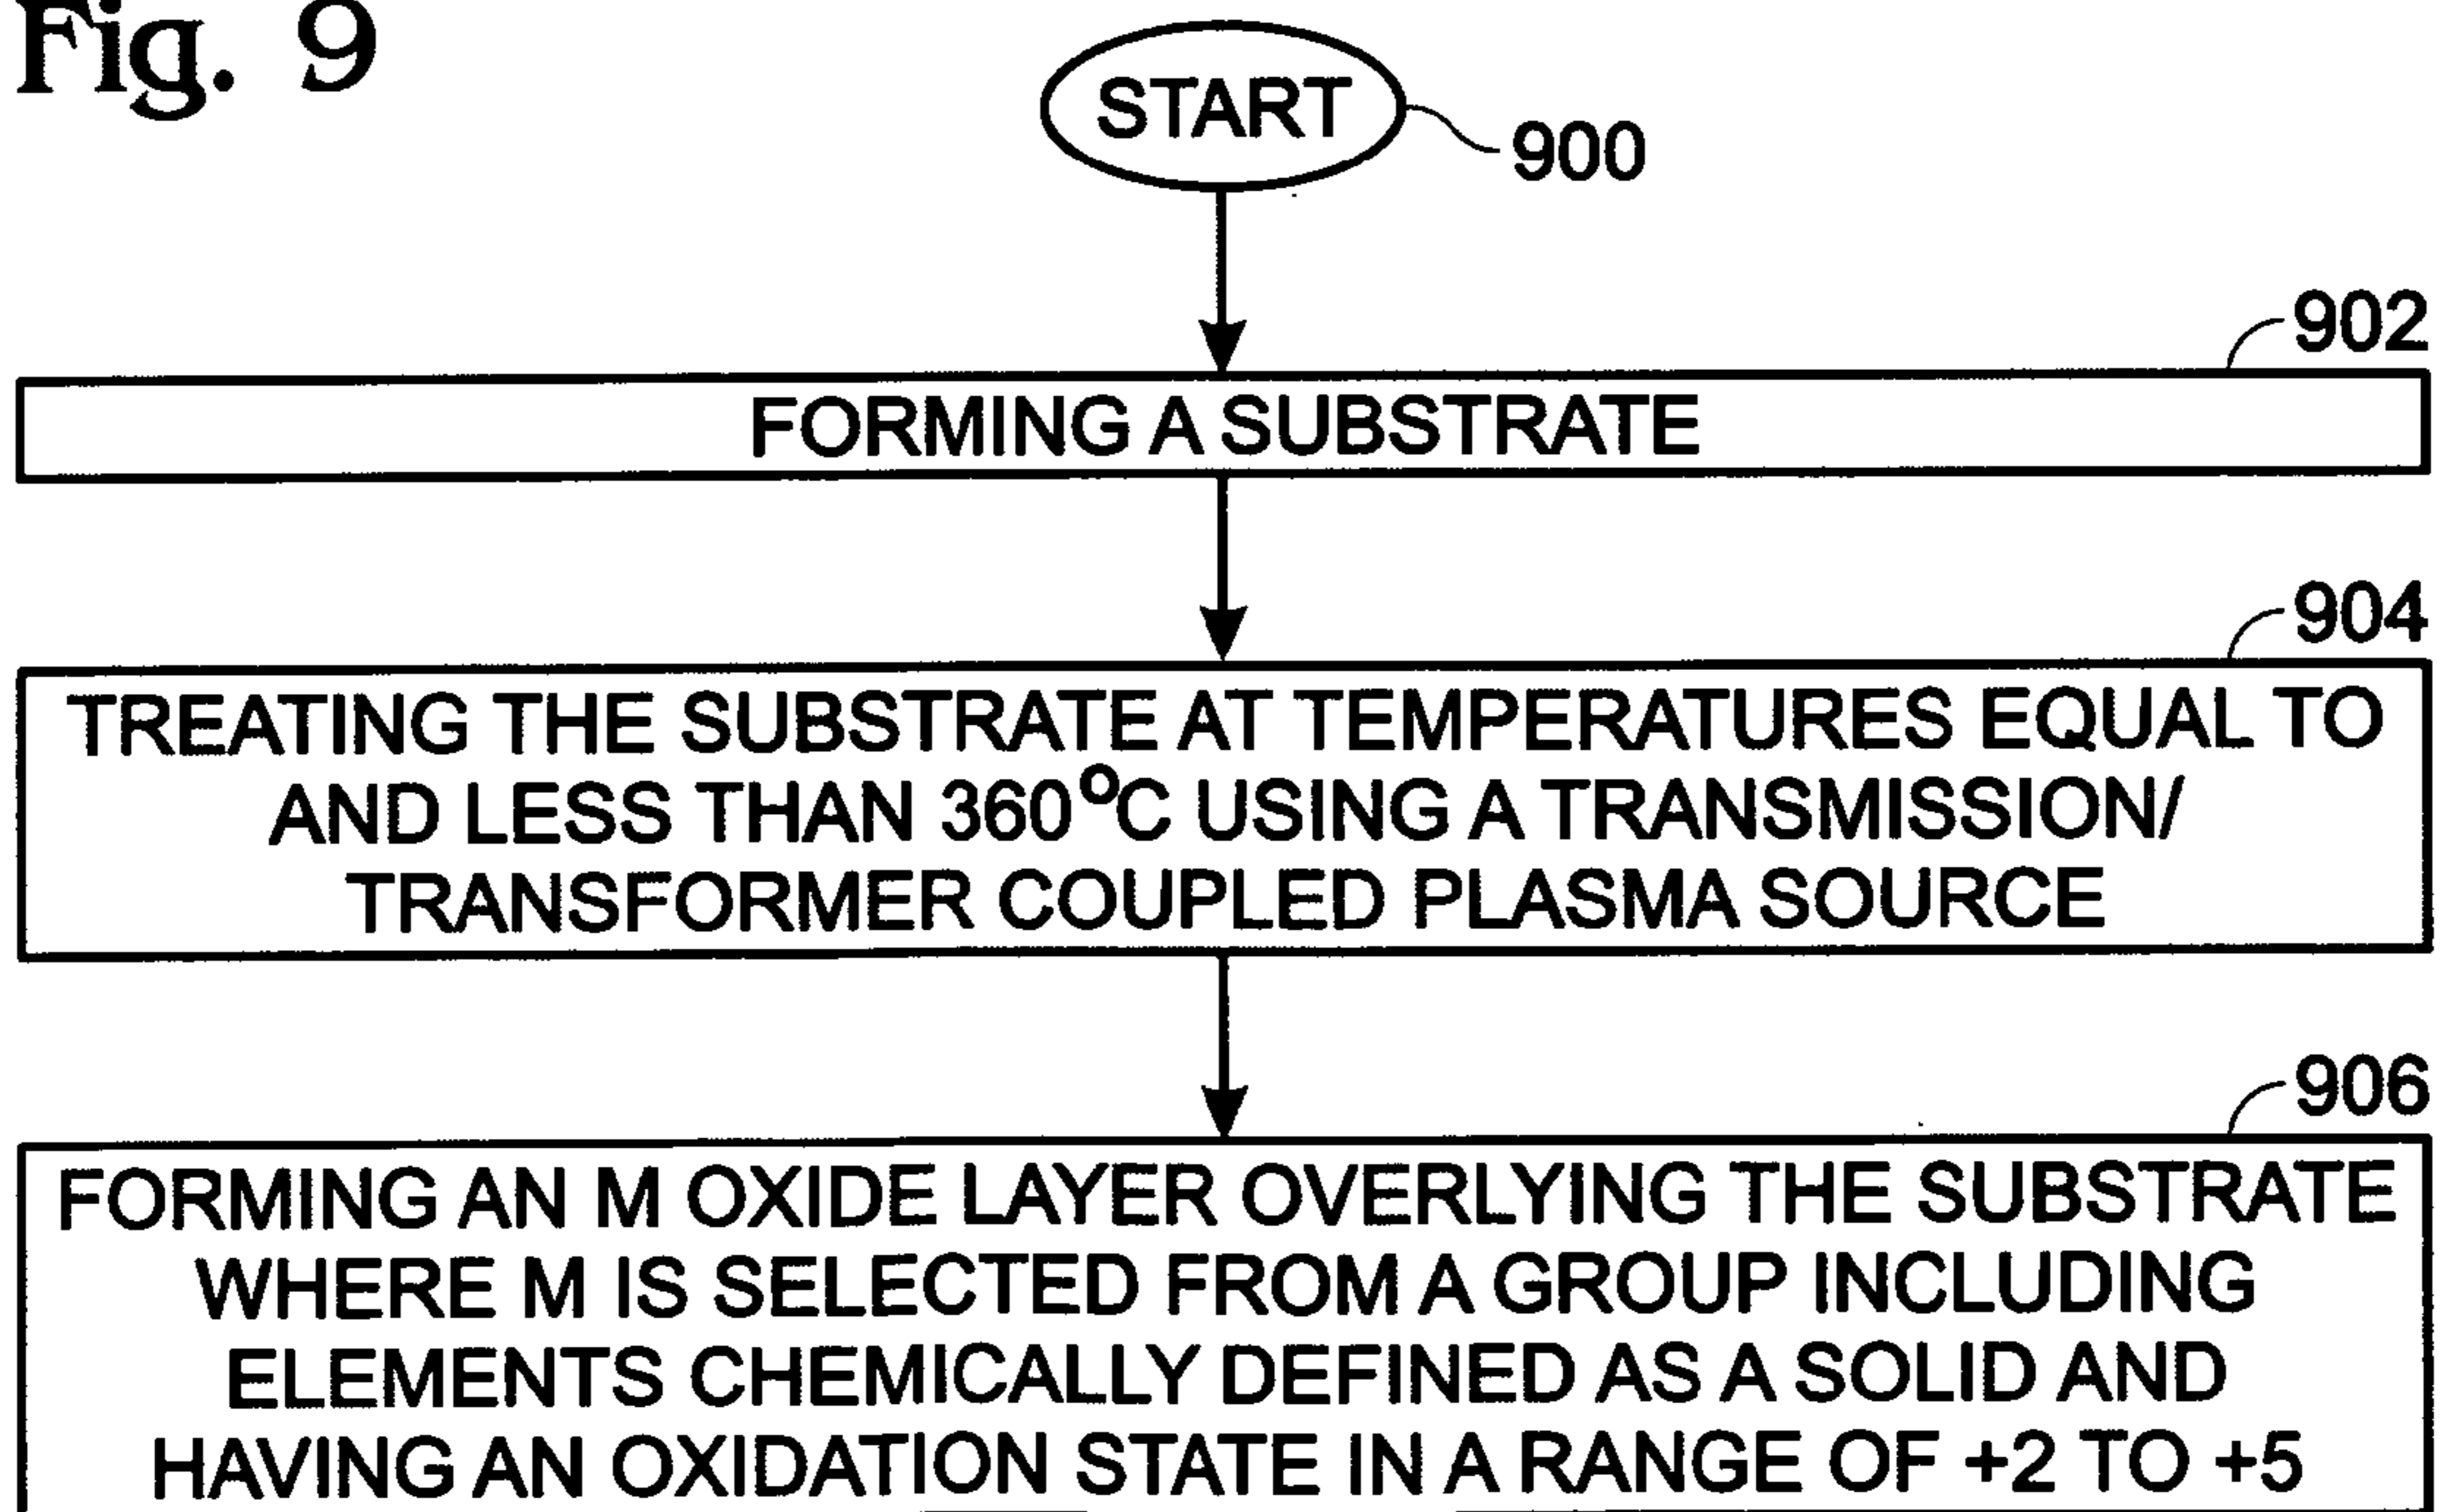 Fig. 9
START
900
902
FORMING A SUBSTRATE
904
TREATING THE SUBSTRATE AT TEMPERATURES EQUAL TO
AND LESS THAN 360°C USING A TRANSMISSION/
TRANSFORMER COUPLED PLASMA SOURCE
906
FORMING AN M OXIDE LAYER OVERLYING THE SUBSTRATE
WHERE M IS SELECTED FROM A GROUP INCLUDING
ELEMENTS CHEMICALLY DEFINED AS A SOLID AND
HAVING AN OXIDATION STATE IN A RANGE OF +2 TO +5